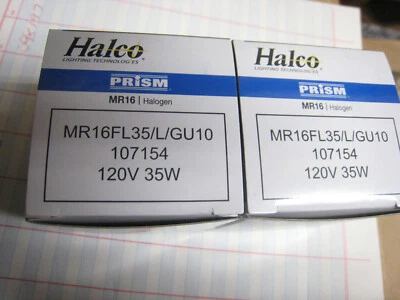 Halco
LIGHTING TECHNOLOGIES
PRISM
MR16 | Halogen
MR16FL35/L/GU10
107154
120V 35W
Halco
LIGHTING TECHNOLOGIES
PRISM
MR16 | Halogen
MR16FL35/L/GU10
107154
120V 35W